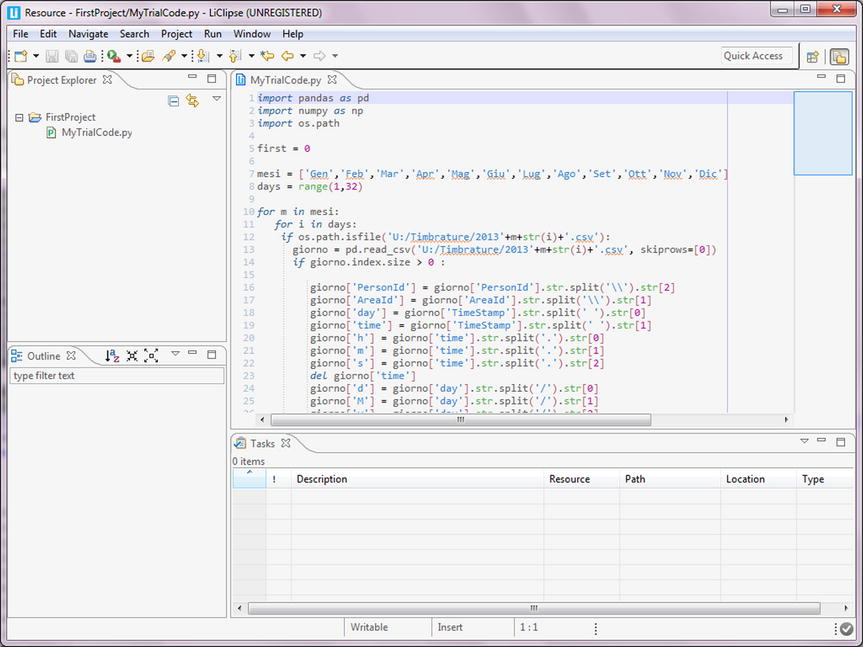 Resource - FirstProject/MyTrialCode.py - LiClipse (UNREGISTERED)
File Edit Navigate Search Project Run Window Help
Quick Access
Project Explorer
FirstProject
MyTrialCode.py
Outline
type filter text
MyTrialCode.py
1 import pandas as pd
2 import numpy as np
3 import os.path
4
5 first = 0
6
7 mesi = ['Gen','Feb','Mar','Apr','Mag','Giu','Lug','Ago','Set','Ott','Nov','Dic']
8 days = range(1,32)
9
10 for m in mesi:
11 for i in days:
12 if os.path.isfile('U:/Timbrature/2013'+m+str(i)+'.csv'):
13 giorno = pd.read_csv('U:/Timbrature/2013'+m+str(i)+'.csv', skiprows=[0])
14 if giorno.index.size > 0 :
15
16 giorno['PersonId'] = giorno['PersonId'].str.split('\\').str[2]
17 giorno['AreaId'] = giorno['AreaId'].str.split('\\').str[1]
18 giorno['day'] = giorno['TimeStamp'].str.split(' ').str[0]
19 giorno['time'] = giorno['TimeStamp'].str.split(' ').str[1]
20 giorno['h'] = giorno['time'].str.split('.').str[0]
21 giorno['m'] = giorno['time'].str.split('.').str[1]
22 giorno['s'] = giorno['time'].str.split('.').str[2]
23 del giorno['time']
24 giorno['d'] = giorno['day'].str.split('/').str[0]
25 giorno['M'] = giorno['day'].str.split('/').str[1]
Tasks
0 items
! Description Resource Path Location Type
Writable Insert 1 : 1